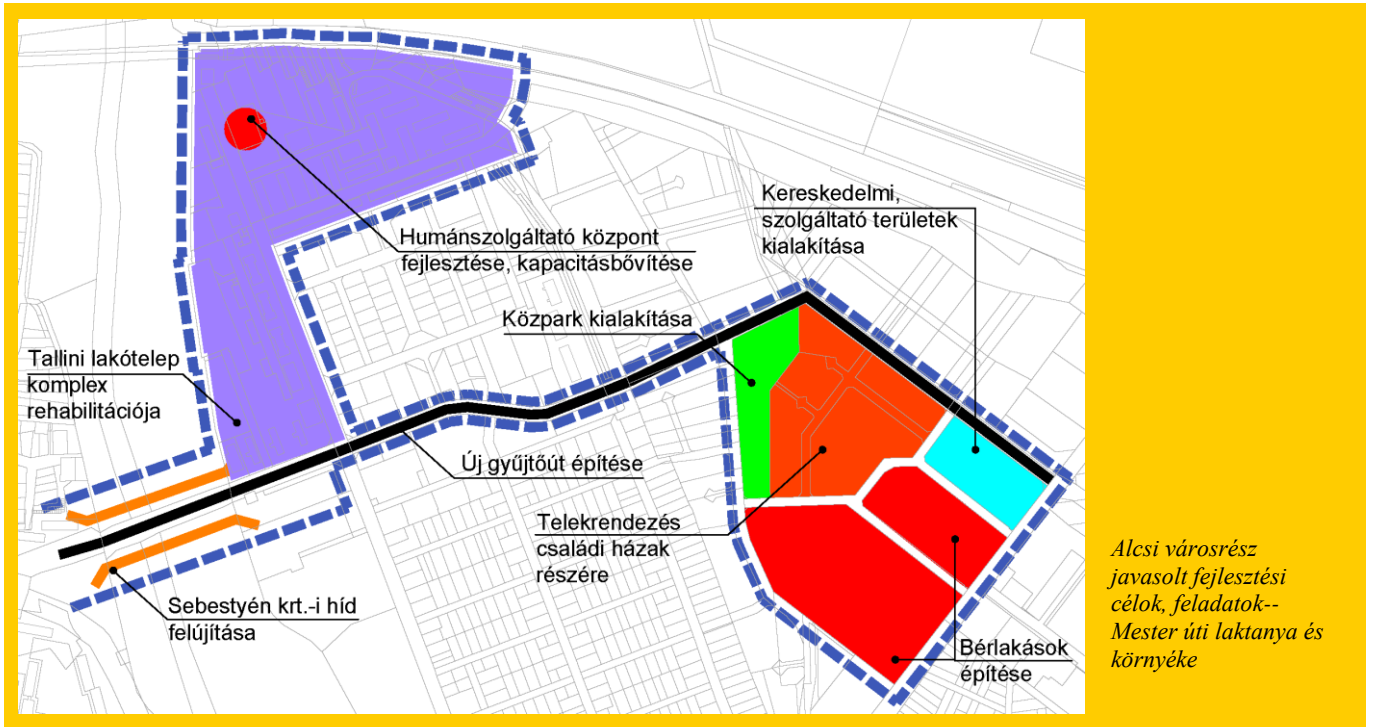 Kereskedelmi,
szolgáltató területek
kialakítása
Humánszolgáltató központ
fejlesztése, kapacitásbővítése
Közpark kialakítása
Tallini lakótelep
komplex
rehabilitációja
Új gyűjtőút építése
Telekrendezés
családi házak
részére
Sebestyén krt.-i híd
felújítása
Bérlakások
építése
Alcsi városrész
javasolt fejlesztési
célok, feladatok--
Mester úti laktanya és
környéke